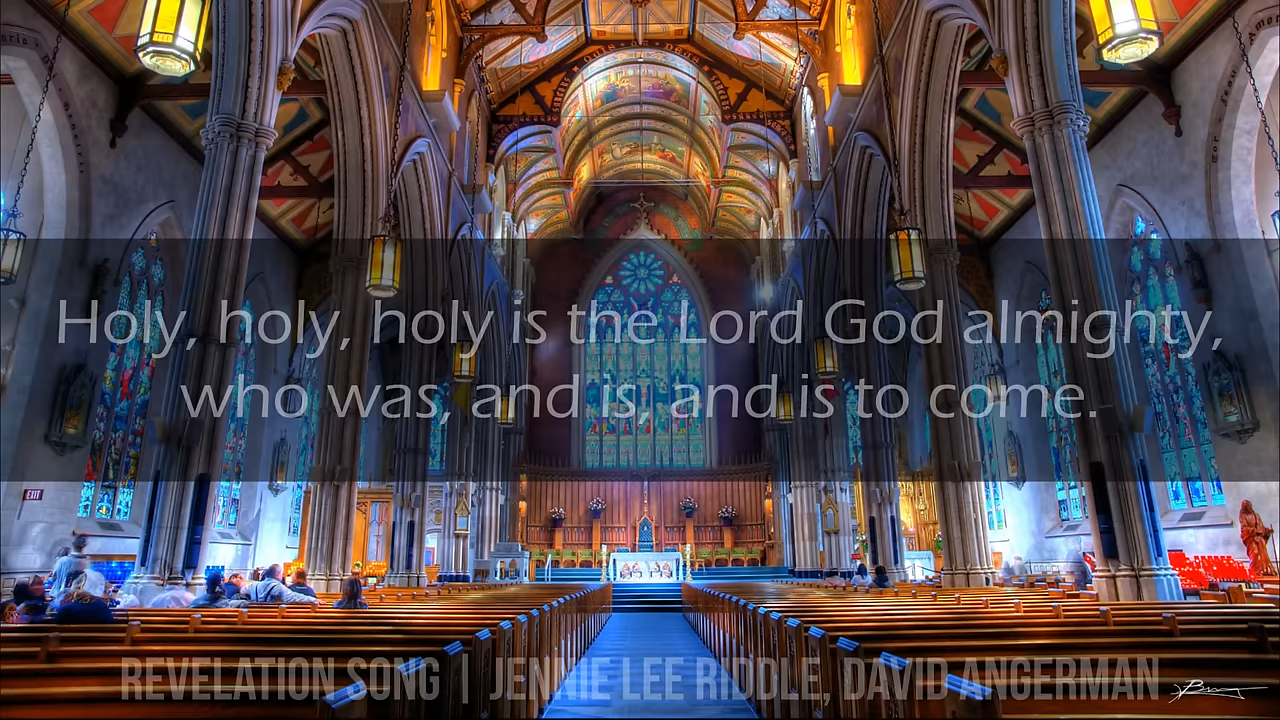 Holy, holy, holy is the Lord God almighty,
who was, and is, and is to come.
EXIT
REVELATION SONG | JENNIE LEE RIDDLE, DAVID ANGERMAN